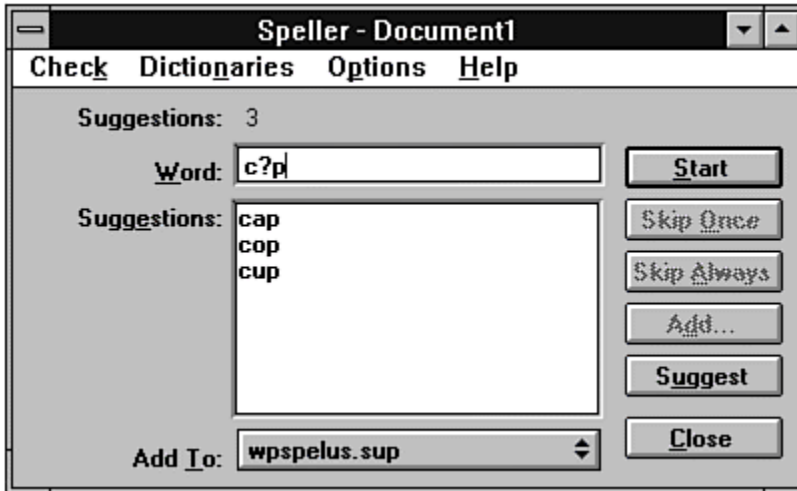 Speller - Document1
Check Dictionaries Options Help
Suggestions: 3
Word: c?p
Start
Suggestions: cap
cop
cup
Skip Once
Skip Always
Add...
Suggest
Close
Add To: wpspelus.sup